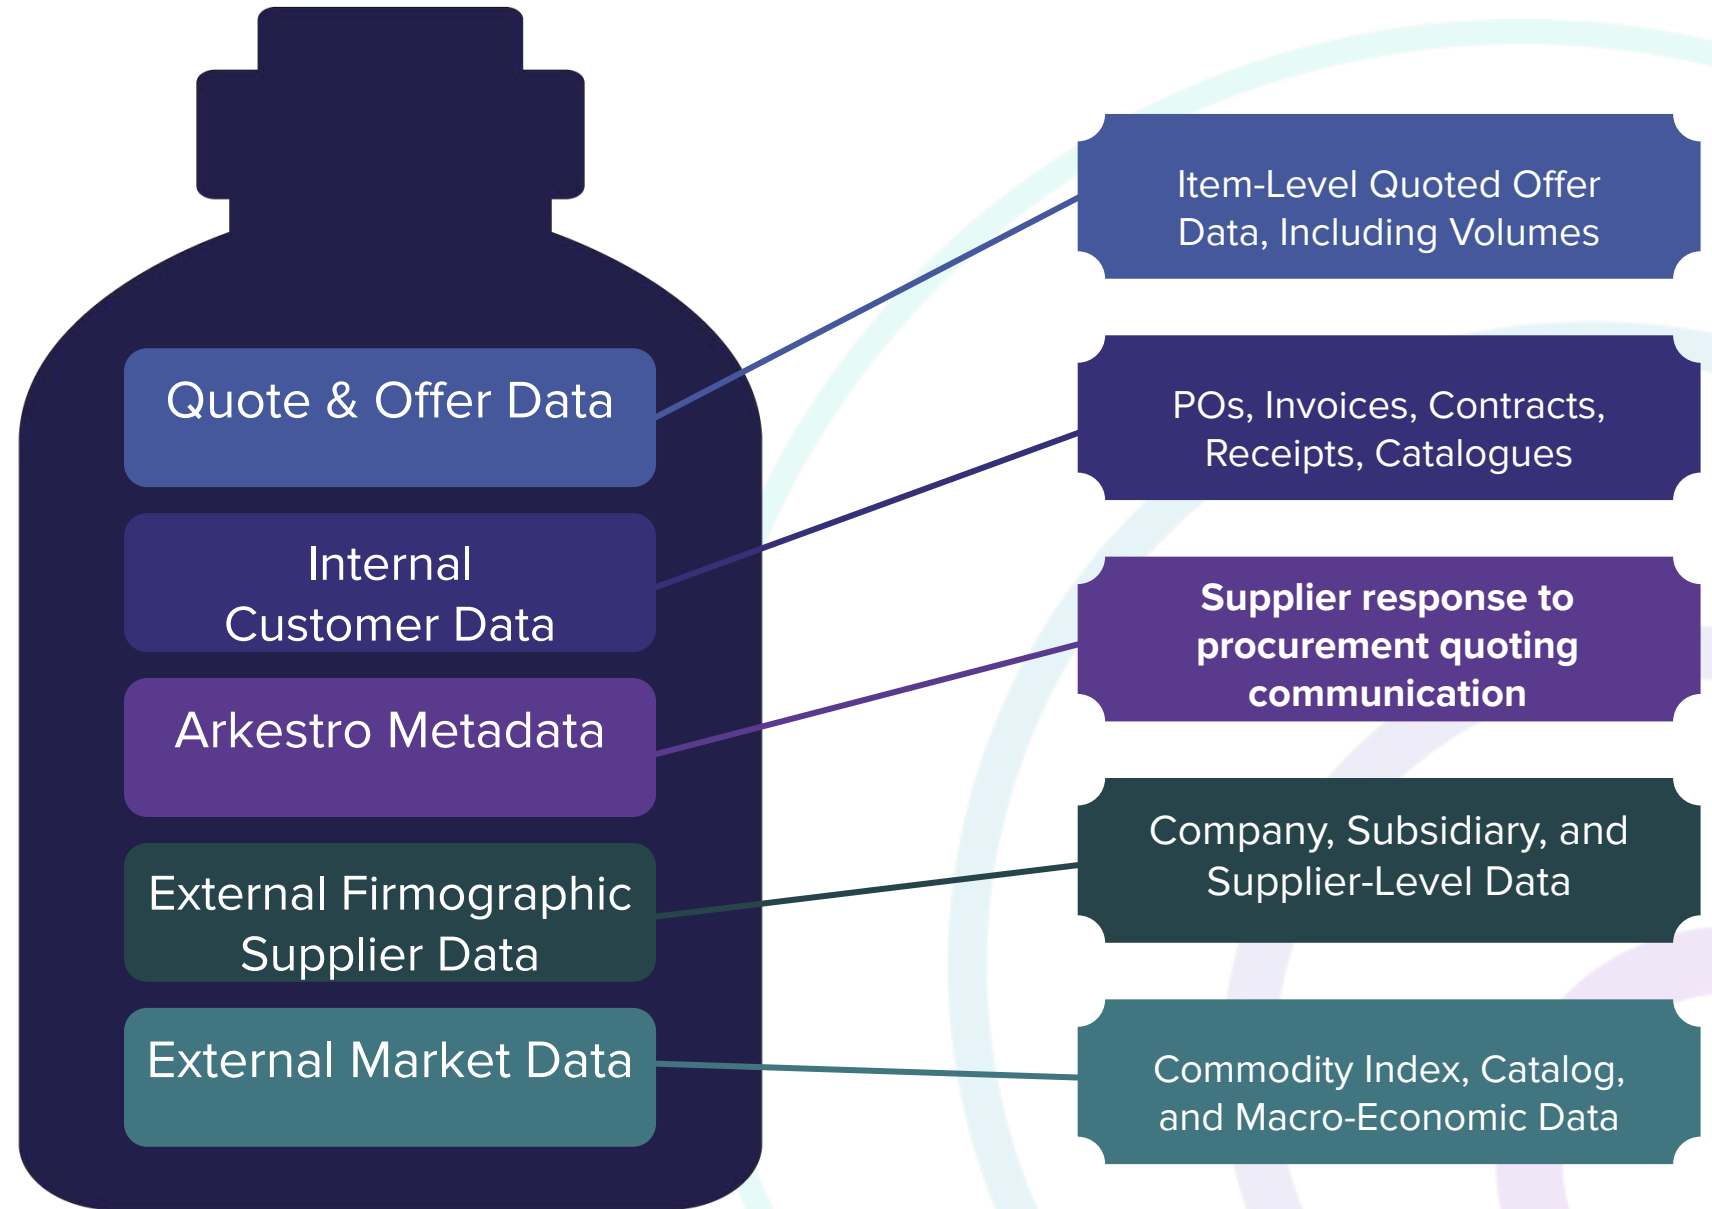 Quote & Offer Data
Internal
Customer Data
Arkestro Metadata
External Firmographic
Supplier Data
External Market Data
Item-Level Quoted Offer
Data, Including Volumes
POs, Invoices, Contracts,
Receipts, Catalogues
Supplier response to
procurement quoting
communication
Company, Subsidiary, and
Supplier-Level Data
Commodity Index, Catalog,
and Macro-Economic Data